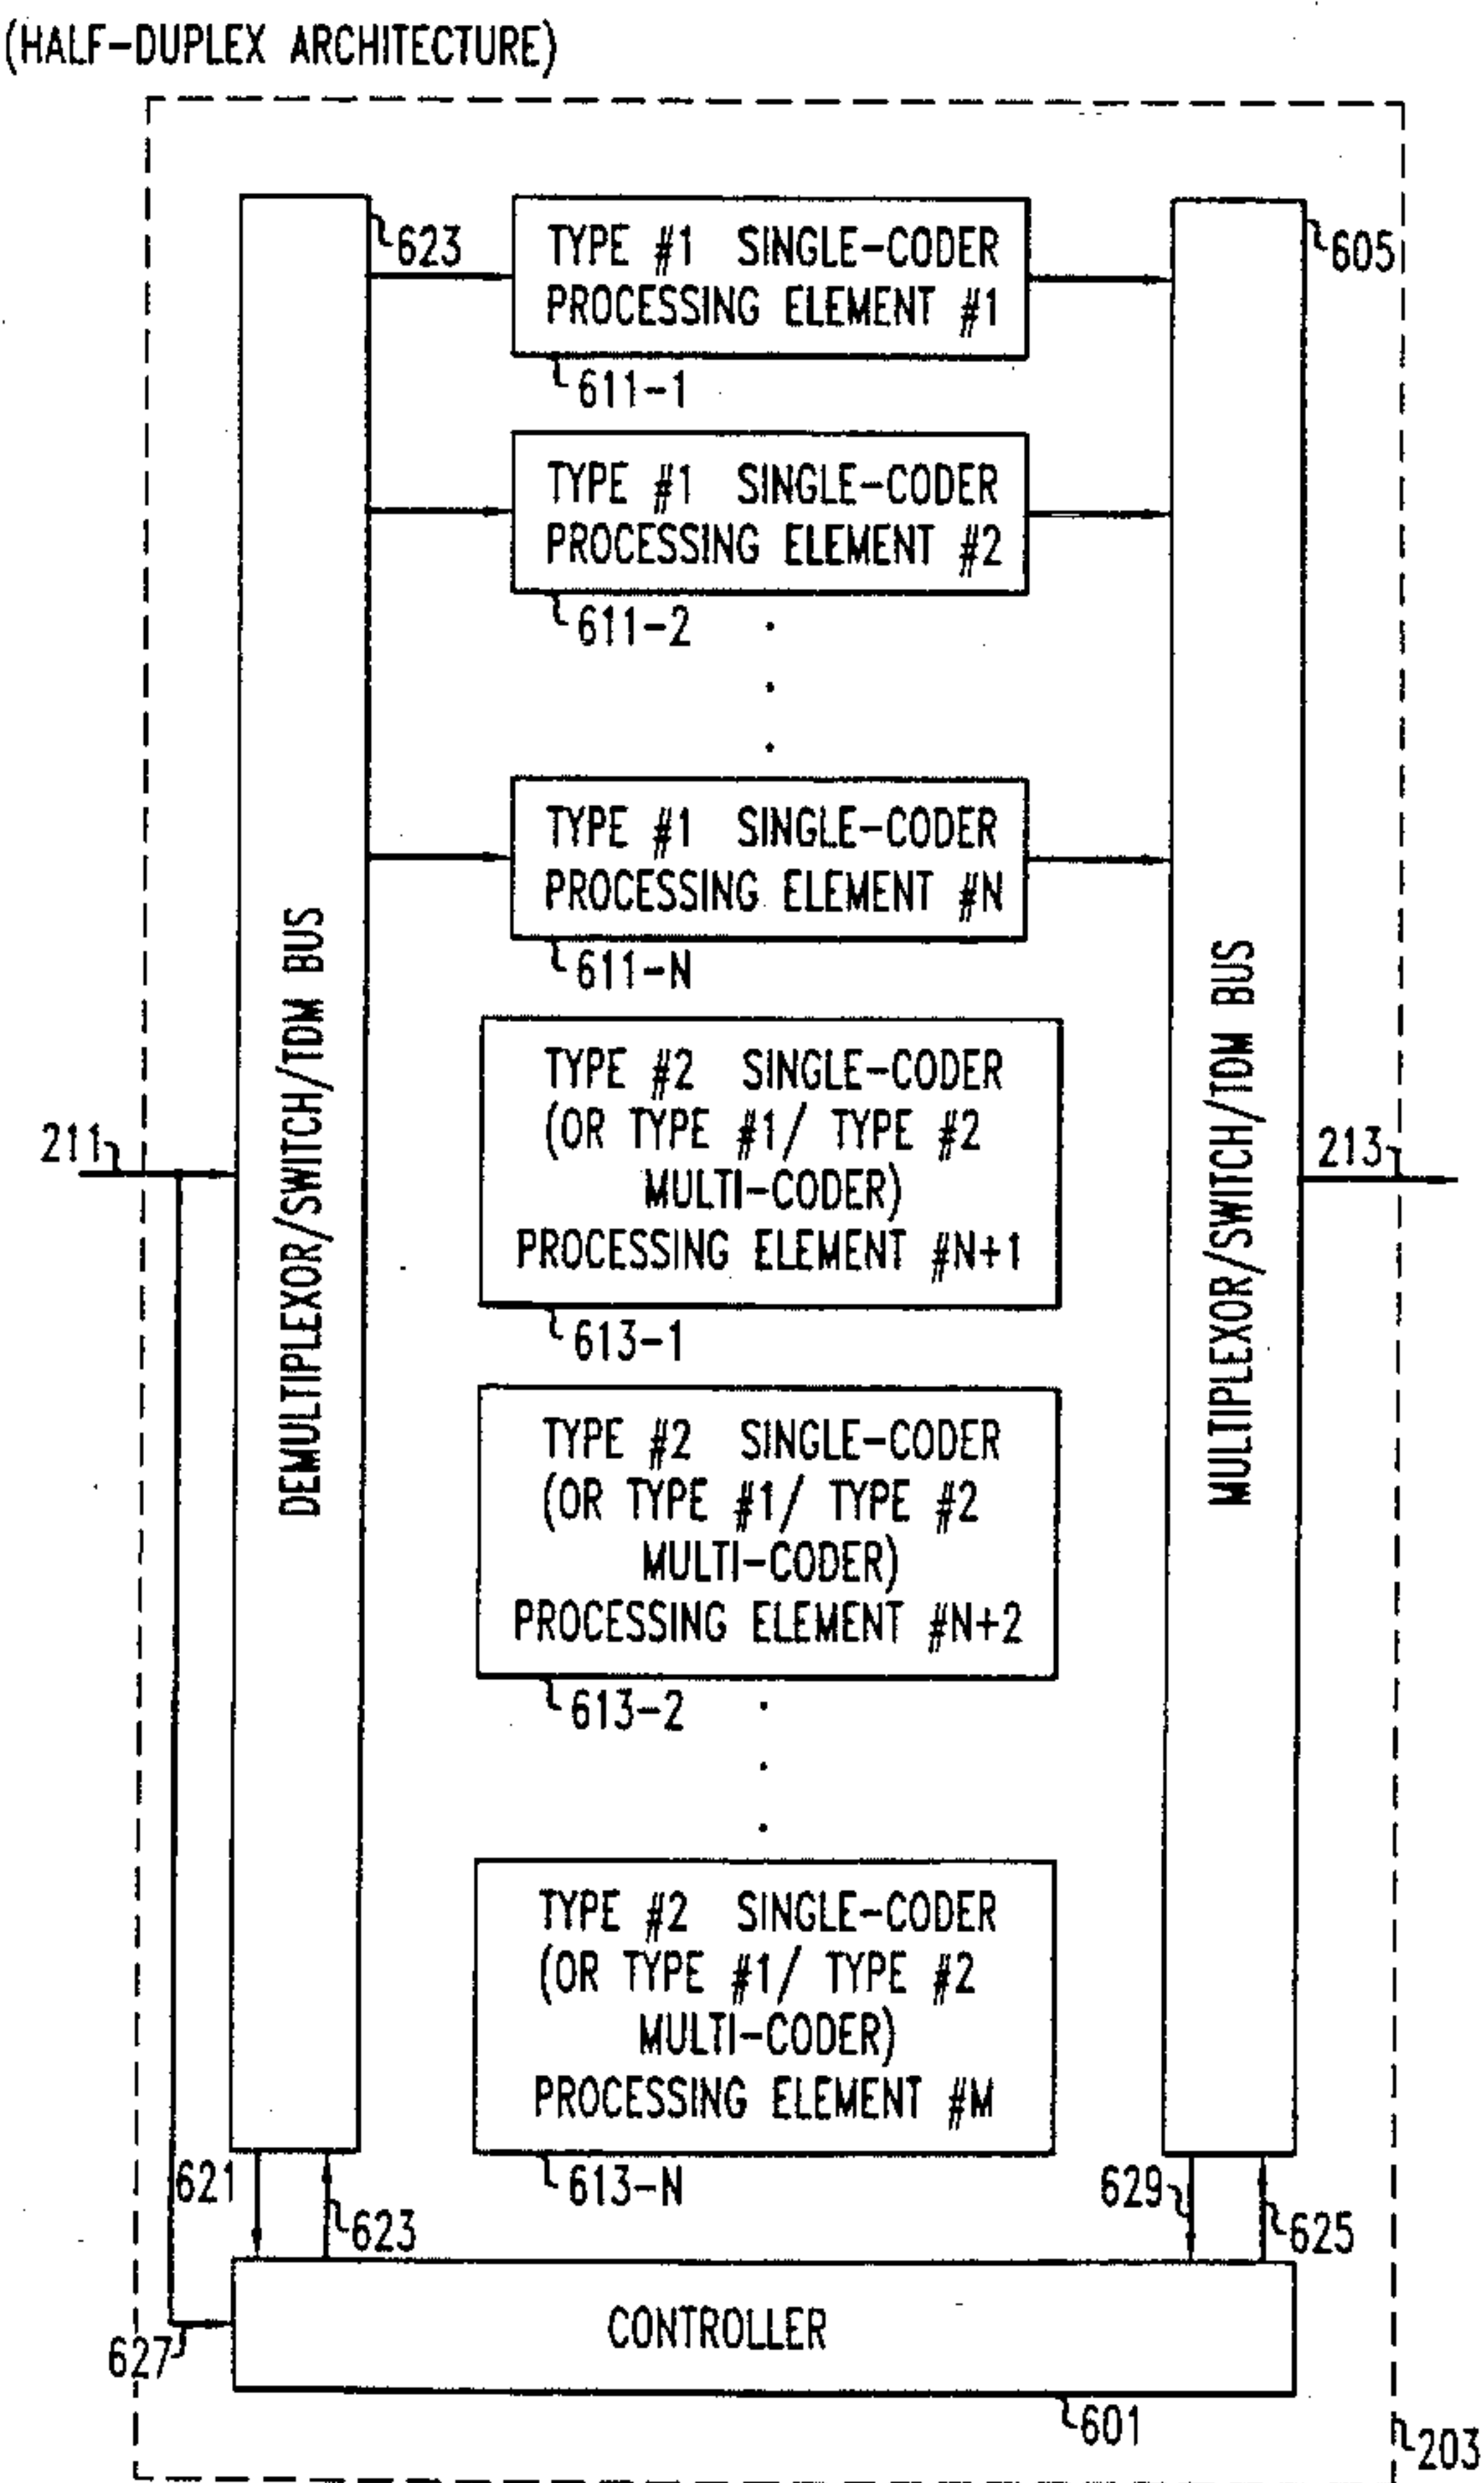 (HALF-DUPLEX ARCHITECTURE)
623
TYPE #1 SINGLE-CODER
PROCESSING ELEMENT #1
611-1
605
TYPE #1 SINGLE-CODER
PROCESSING ELEMENT #2
611-2
TYPE #1 SINGLE-CODER
PROCESSING ELEMENT #N
611-N
DEMULTIPLEXOR/SWITCH/TDM BUS
MULTIPLEXOR/SWITCH/TDM BUS
211
213
TYPE #2 SINGLE-CODER
(OR TYPE #1/ TYPE #2
MULTI-CODER)
PROCESSING ELEMENT #N+1
613-1
TYPE #2 SINGLE-CODER
(OR TYPE #1/ TYPE #2
MULTI-CODER)
PROCESSING ELEMENT #N+2
613-2
TYPE #2 SINGLE-CODER
(OR TYPE #1/ TYPE #2
MULTI-CODER)
PROCESSING ELEMENT #M
613-N
621
623
629
625
CONTROLLER
627
601
203